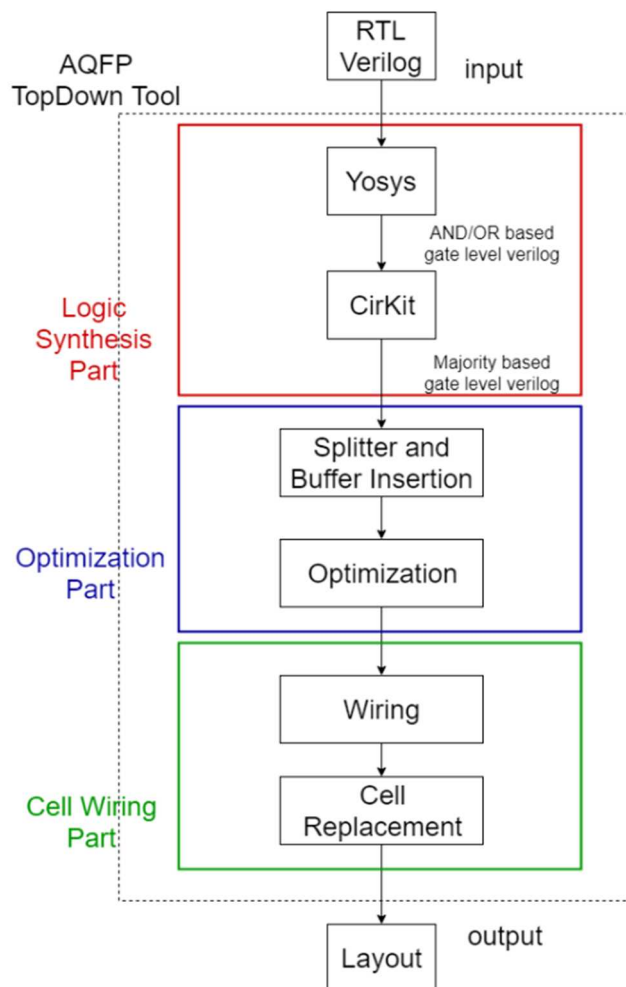 RTL
Verilog
input
AQFP
TopDown Tool
Yosys
AND/OR based
gate level verilog
CirKit
Logic
Synthesis
Part
Majority based
gate level verilog
Splitter and
Buffer Insertion
Optimization
Part
Optimization
Wiring
Cell Wiring
Part
Cell
Replacement
output
Layout